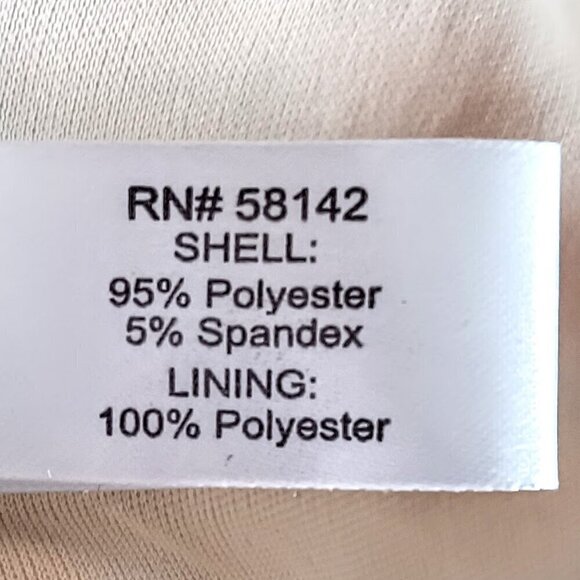 RN# 58142
SHELL:
95% Polyester
5% Spandex
LINING:
100% Polyester